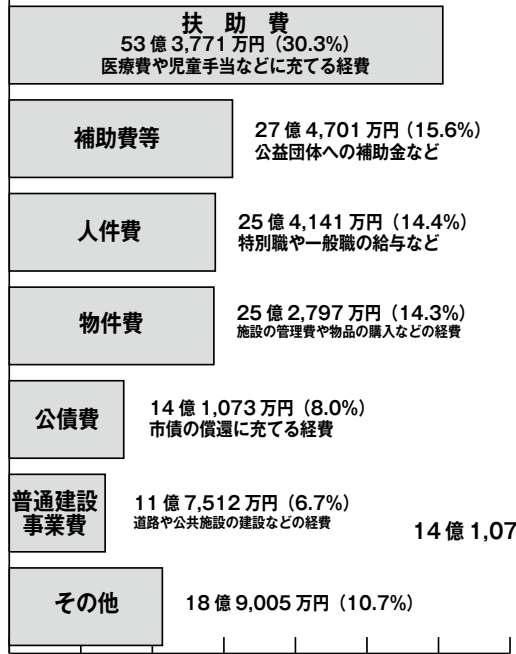 扶助費
53億3,771万円（30.3%）
医療費や児童手当などに充てる経費
補助費等
27億4,701万円（15.6%）
公益団体への補助金など
人件費
25億4,141万円（14.4%）
特別職や一般職の給与など
物件費
25億2,797万円（14.3%）
施設の管理費や物品の購入などの経費
公債費
14億1,073万円（8.0%）
市債の償還に充てる経費
普通建設
事業費
11億7,512万円（6.7%）
道路や公共施設の建設などの経費
14億1,07
その他
18億9,005万円（10.7%）